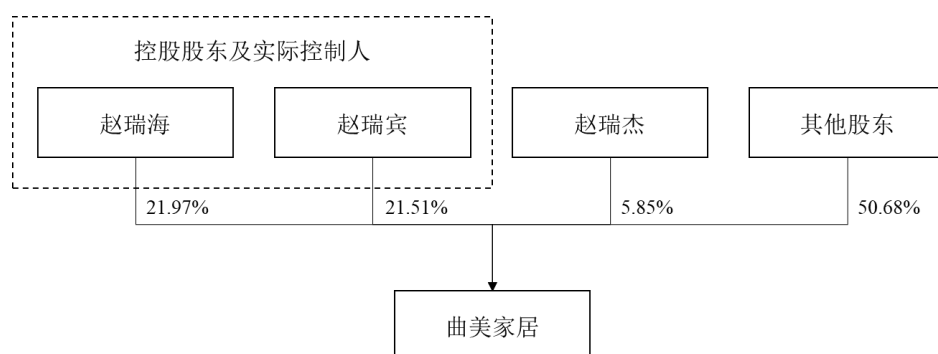 控股股东及实际控制人
赵瑞海
赵瑞宾
赵瑞杰
其他股东
21.97%
21.51%
5.85%
50.68%
曲美家居